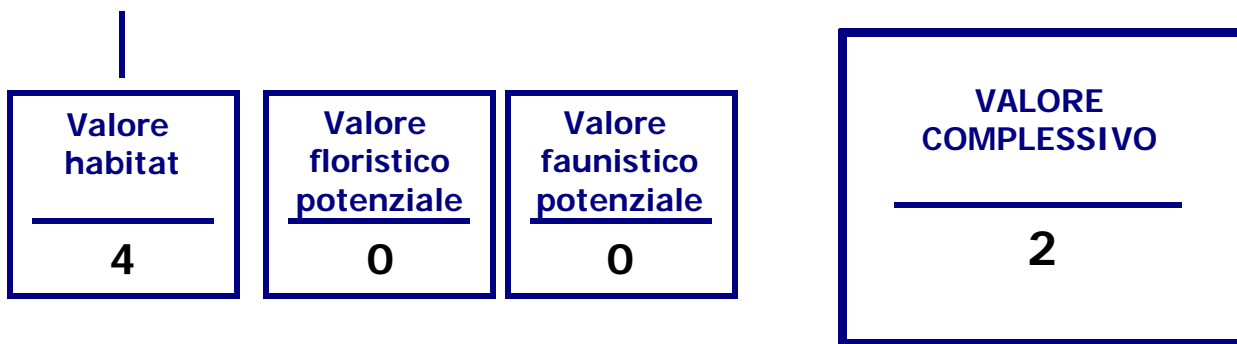 Valore
habitat
4
Valore
floristico
potenziale
0
Valore
faunistico
potenziale
0
VALORE
COMPLESSIVO
2